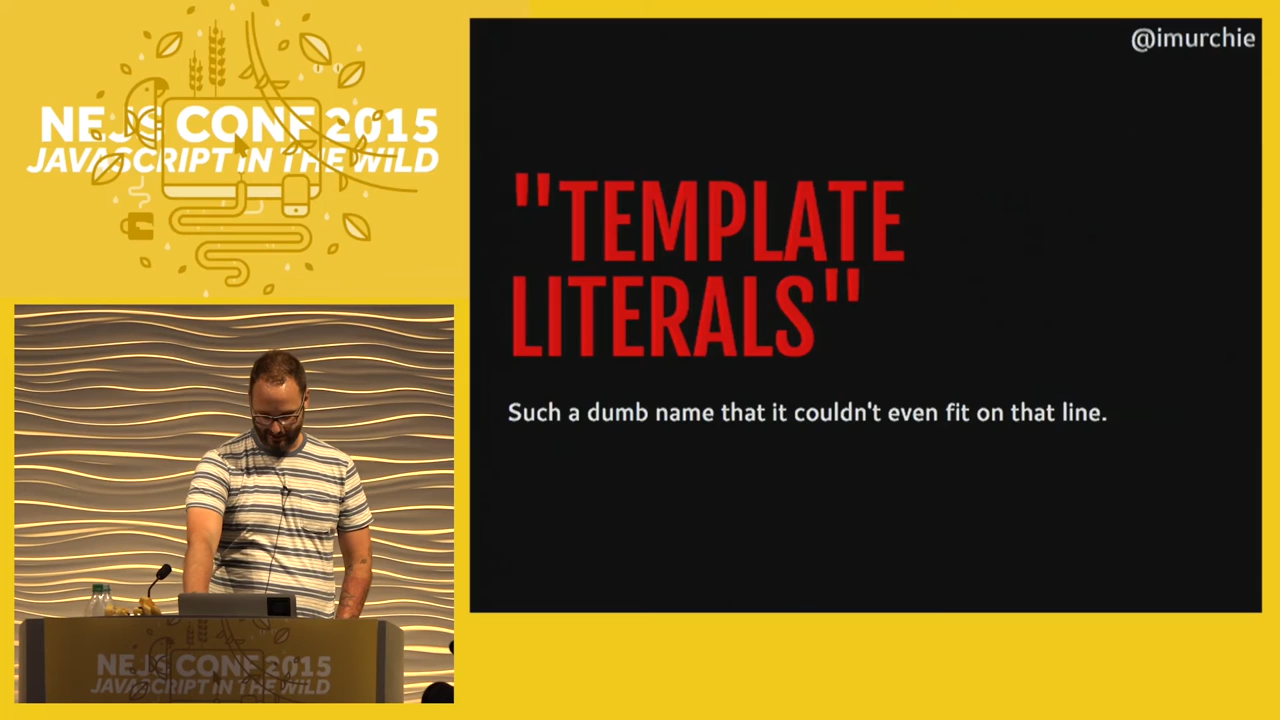 NEJS CONF 2015
JAVASCRIPT IN THE WILD
@imurchie
"TEMPLATE
LITERALS"
Such a dumb name that it couldn't even fit on that line.
NEJS CONF 2015
JAVASCRIPT IN THE WILD